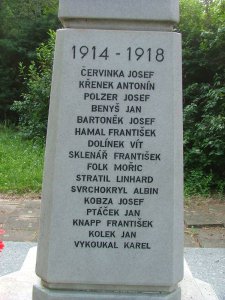 1914 - 1918
ČERVINKA JOSEF
KŘENEK ANTONÍN
POLZER JOSEF
BENYŠ JAN
BARTONĚK JOSEF
HAMAL FRANTIŠEK
DOLÍNEK VÍT
SKLENÁŘ FRANTIŠEK
FOLK MOŘIC
STRATIL LINHARD
SVRCHOKRYL ALBIN
KOBZA JOSEF
PTÁČEK JAN
KNAPP FRANTIŠEK
KOLEK JAN
VYKOUKAL KAREL